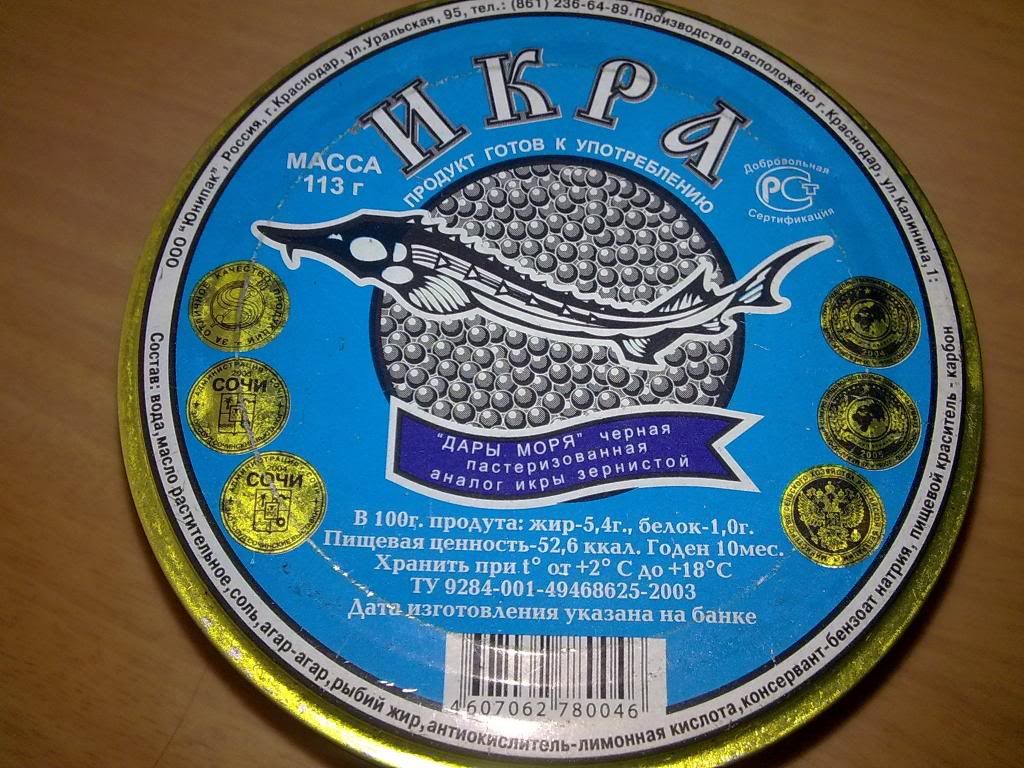 ООО "Юнипак", Россия, г.Краснодар, ул.Уральская, 95, тел.: (861) 236-64-89.Производство расположено г.Краснодар, ул.Калинина,1:
ИКРА
ПРОДУКТ ГОТОВ К УПОТРЕБЛЕНИЮ
МАССА
113 г
Добровольная
РСТ
Сертификация
СОЧИ
2004
СОЧИ
2004
2005
"ДАРЫ МОРЯ" черная
пастеризованная
аналог икры зернистой
В 100г. продута: жир-5,4г., белок-1,0г.
Пищевая ценность-52,6 ккал. Годен 10мес.
Хранить при t° от +2° С до +18°С
ТУ 9284-001-49468625-2003
Дата изготовления указана на банке
4 607062 780046
Состав: вода,масло растительное,соль,агар-агар,рыбий жир,антиокислитель-лимонная кислота,консервант-бензоат натрия, пищевой краситель - карбон